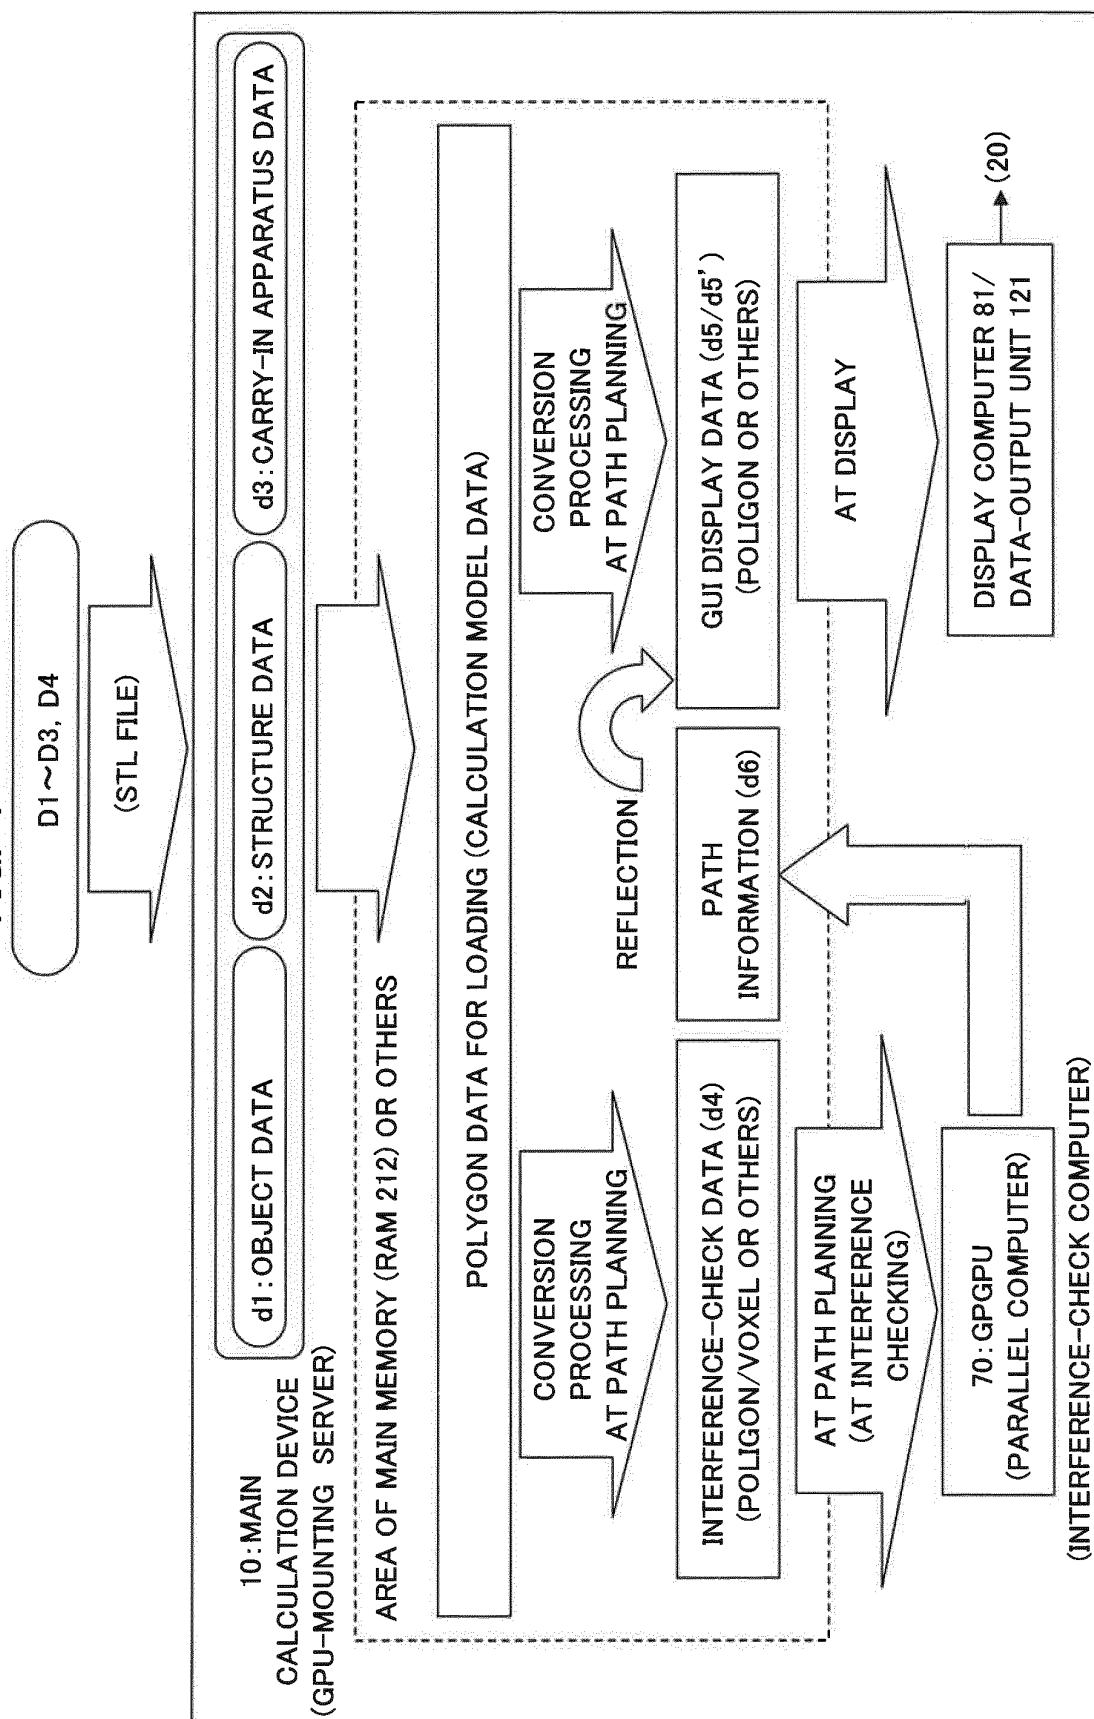 D1～D3, D4
(STL FILE)
10:MAIN
CALCULATION DEVICE
(GPU-MOUNTING SERVER)
d1:OBJECT DATA
d2:STRUCTURE DATA
d3:CARRY-IN APPARATUS DATA
AREA OF MAIN MEMORY (RAM 212) OR OTHERS
POLYGON DATA FOR LOADING (CALCULATION MODEL DATA)
CONVERSION
PROCESSING
AT PATH PLANNING
CONVERSION
PROCESSING
AT PATH PLANNING
REFLECTION
INTERFERENCE-CHECK DATA (d4)
(POLIGON/VOXEL OR OTHERS)
PATH
INFORMATION (d6)
GUI DISPLAY DATA (d5/d5')
(POLIGON OR OTHERS)
AT PATH PLANNING
(AT INTERFERENCE
CHECKING)
AT DISPLAY
70:GPGPU
(PARALLEL COMPUTER)
DISPLAY COMPUTER 81/
DATA-OUTPUT UNIT 121
(20)
(INTERFERENCE-CHECK COMPUTER)